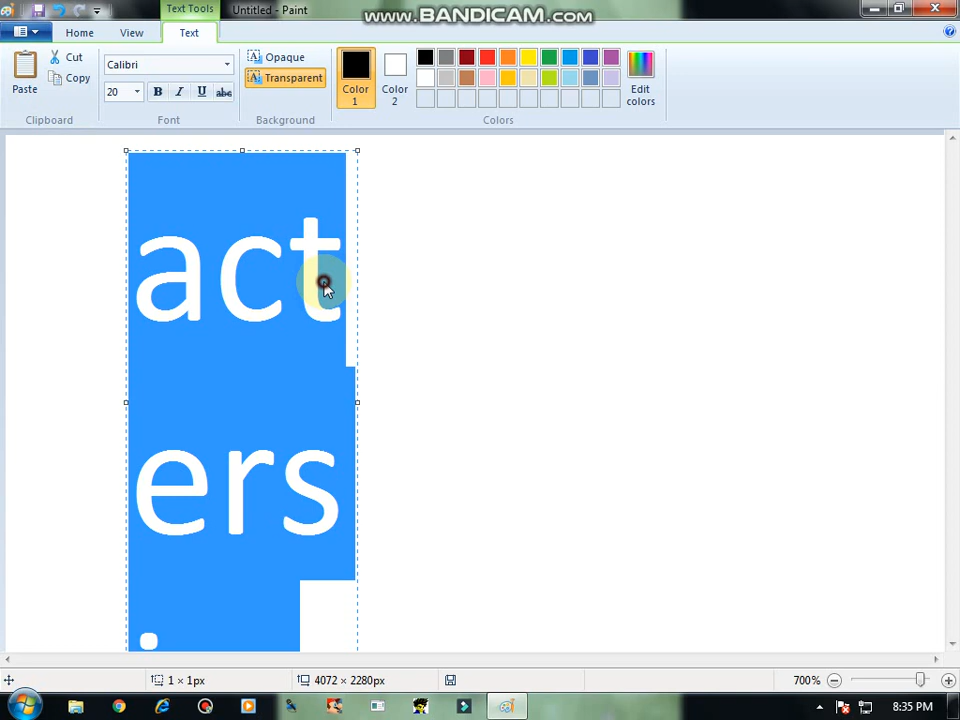 Text Tools
Untitled - Paint
WWW.BANDICAM.COM
Home
View
Text
Paste
Cut
Copy
Clipboard
Calibri
20
B
I
U
abc
Font
Opaque
Transparent
Background
Color
1
Color
2
Edit
colors
Colors
act
ers
1 × 1px
4072 × 2280px
700%
8:35 PM